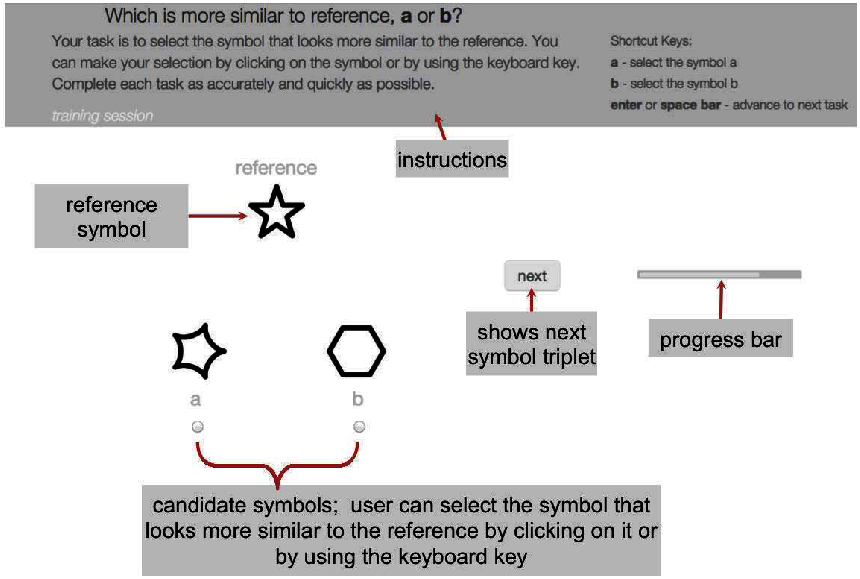 Which is more similar to reference, a or b?
Your task is to select the symbol that looks more similar to the reference. You
can make your selection by clicking on the symbol or by using the keyboard key.
Complete each task as accurately and quickly as possible.
training session
Shortcut Keys:
a - select the symbol a
b - select the symbol b
enter or space bar - advance to next task
instructions
reference
reference
symbol
next
shows next
symbol triplet
progress bar
a
b
candidate symbols; user can select the symbol that
looks more similar to the reference by clicking on it or
by using the keyboard key